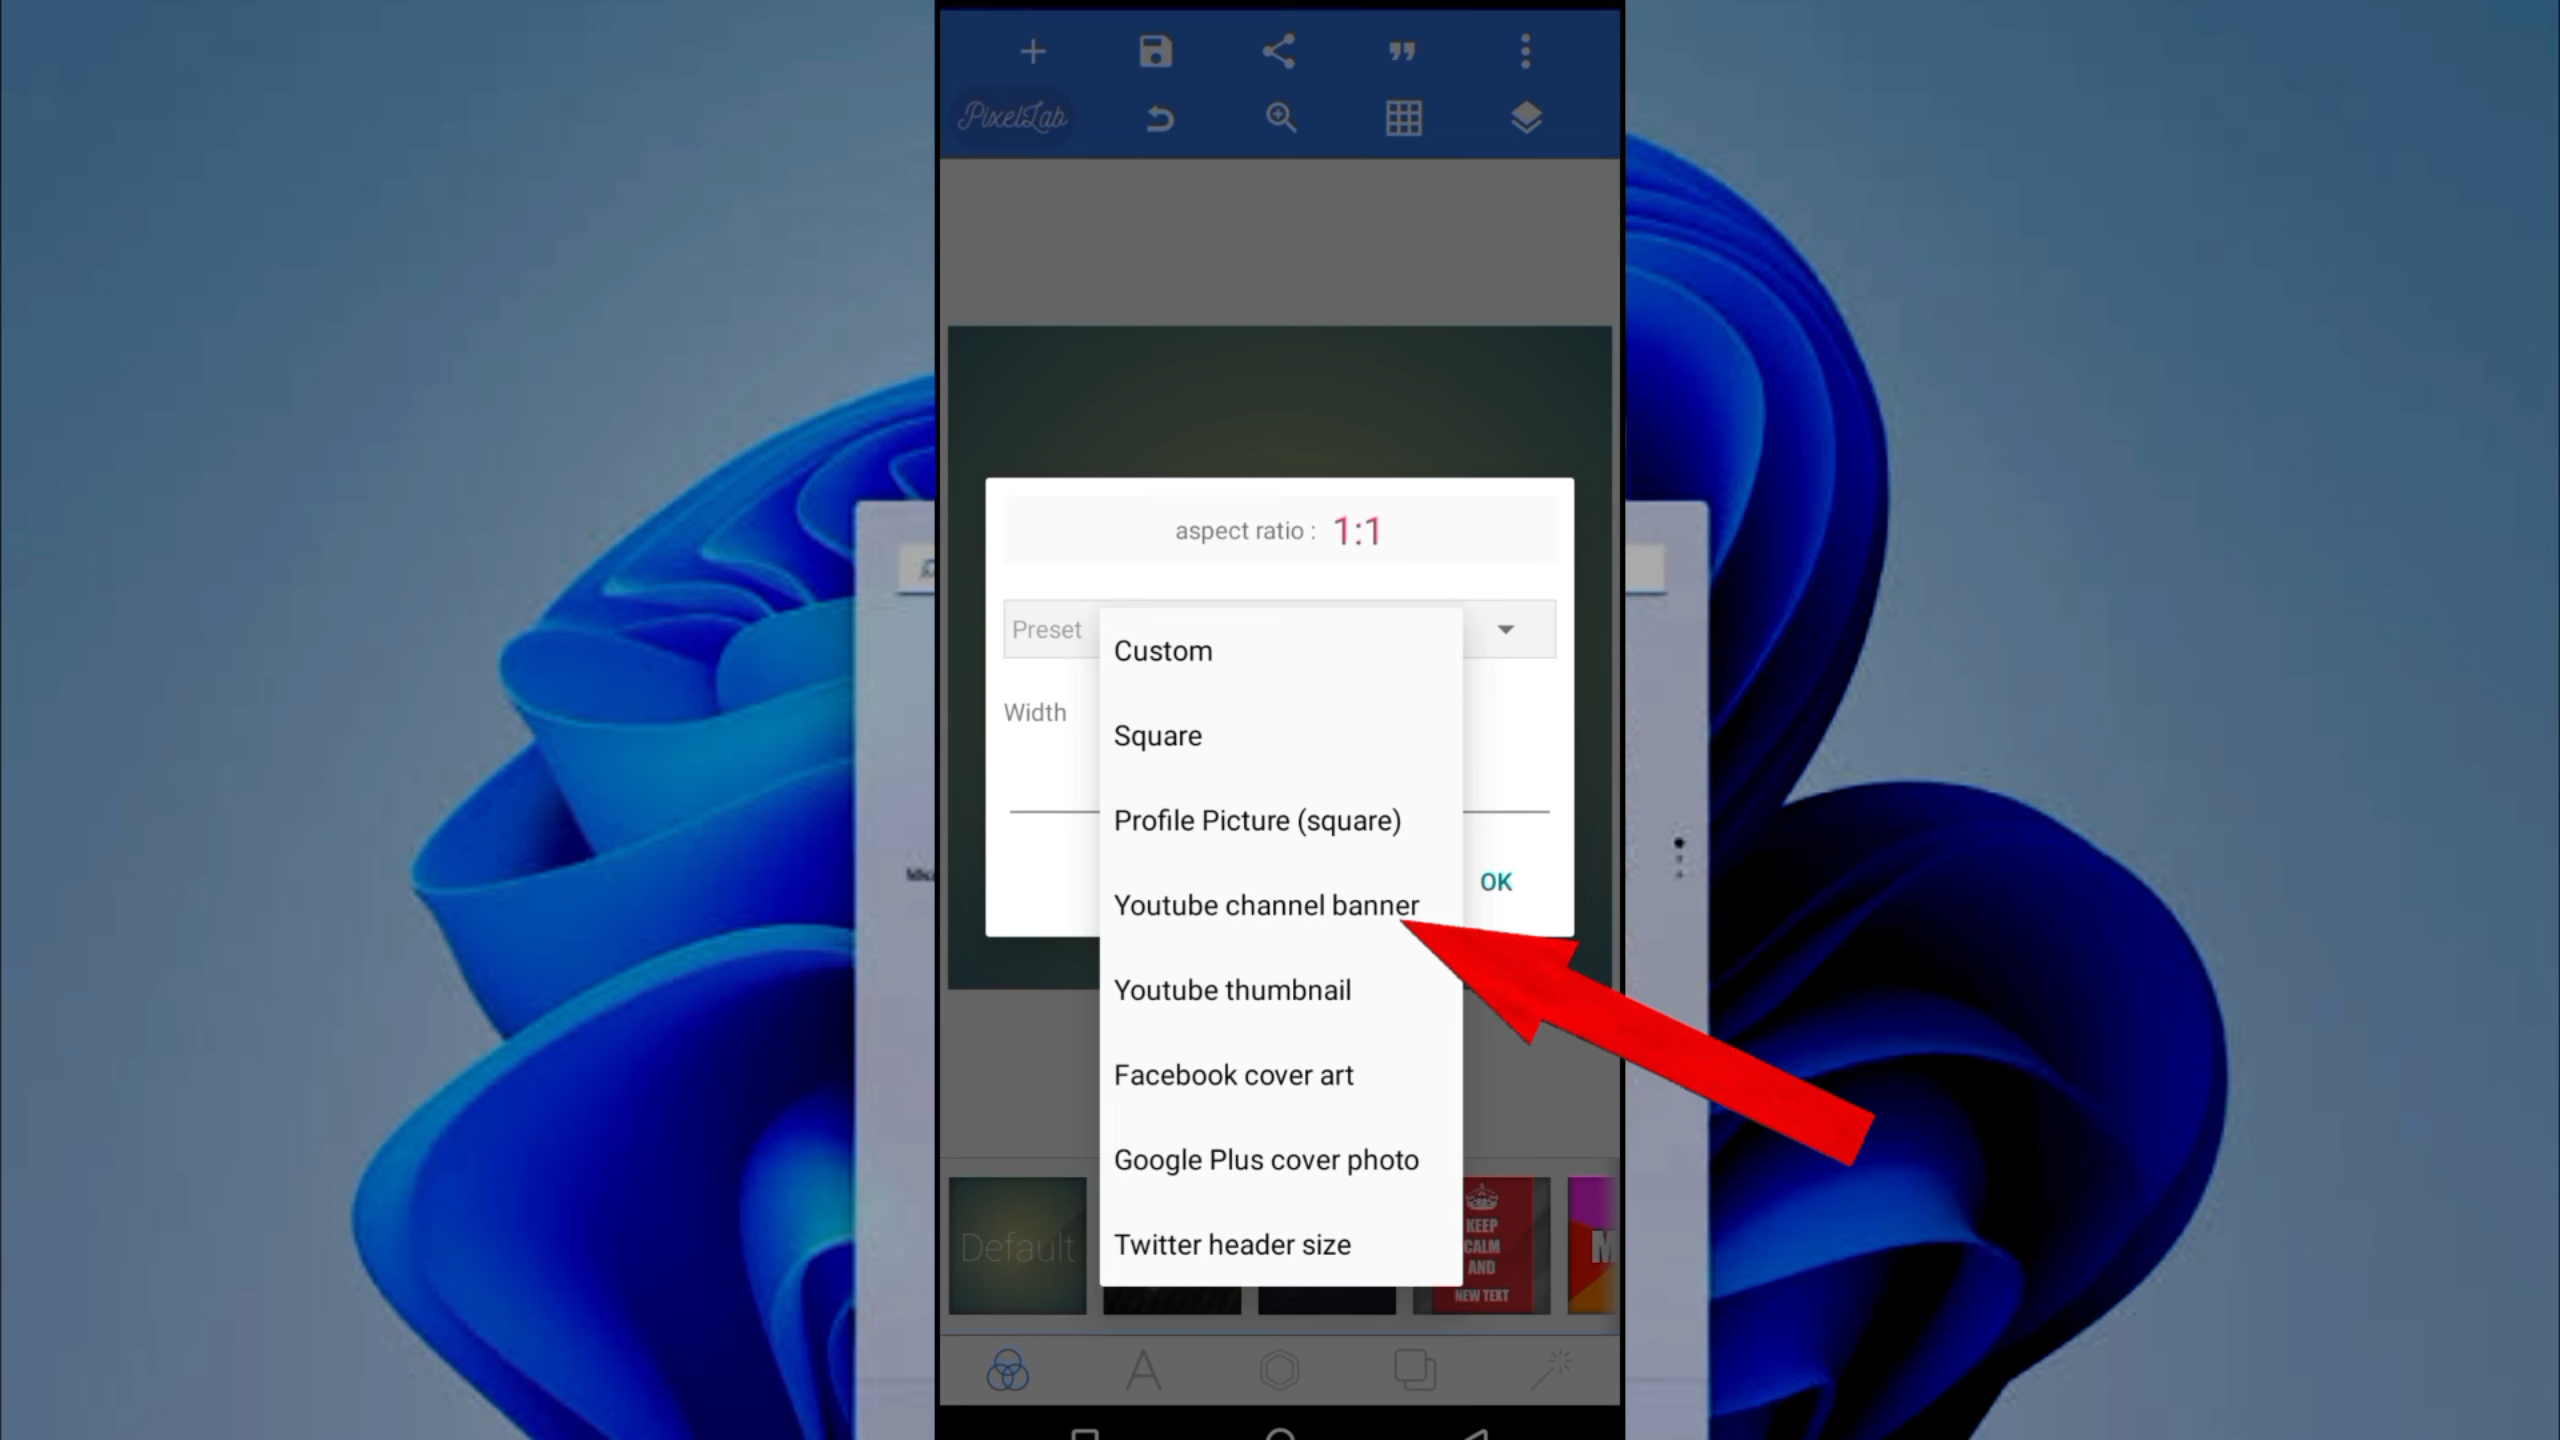 PixelLab
aspect ratio : 1:1
Preset
Custom
Width
Square
Profile Picture (square)
OK
Youtube channel banner
Youtube thumbnail
Facebook cover art
Google Plus cover photo
Twitter header size
Default
KEEP
CALM
AND
NEW TEXT
M